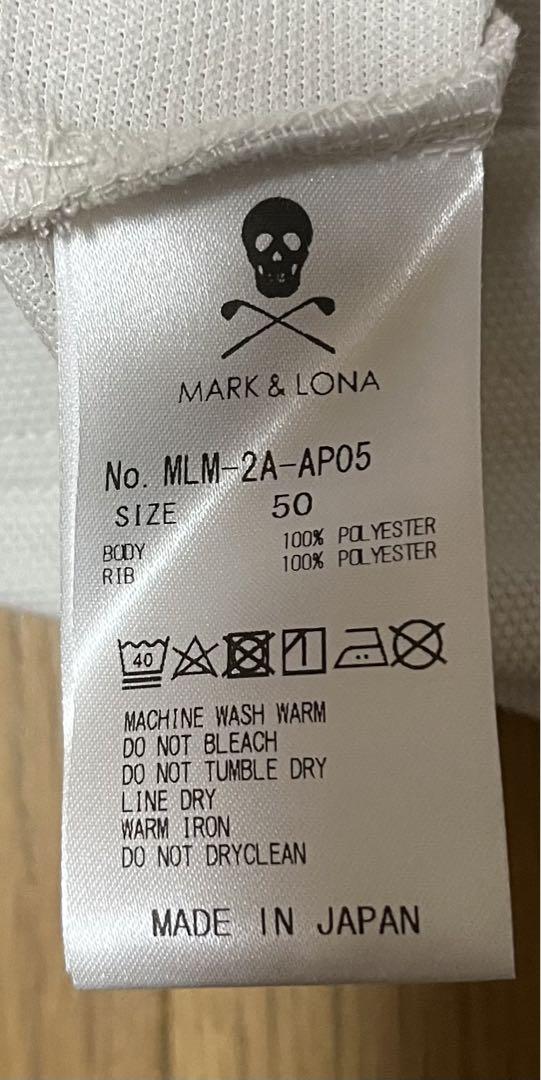 MARK & LONA
No. MLM-2A-AP05
SIZE 50
BODY 100% POLYESTER
RIB 100% POLYESTER
40
MACHINE WASH WARM
DO NOT BLEACH
DO NOT TUMBLE DRY
LINE DRY
WARM IRON
DO NOT DRYCLEAN
MADE IN JAPAN